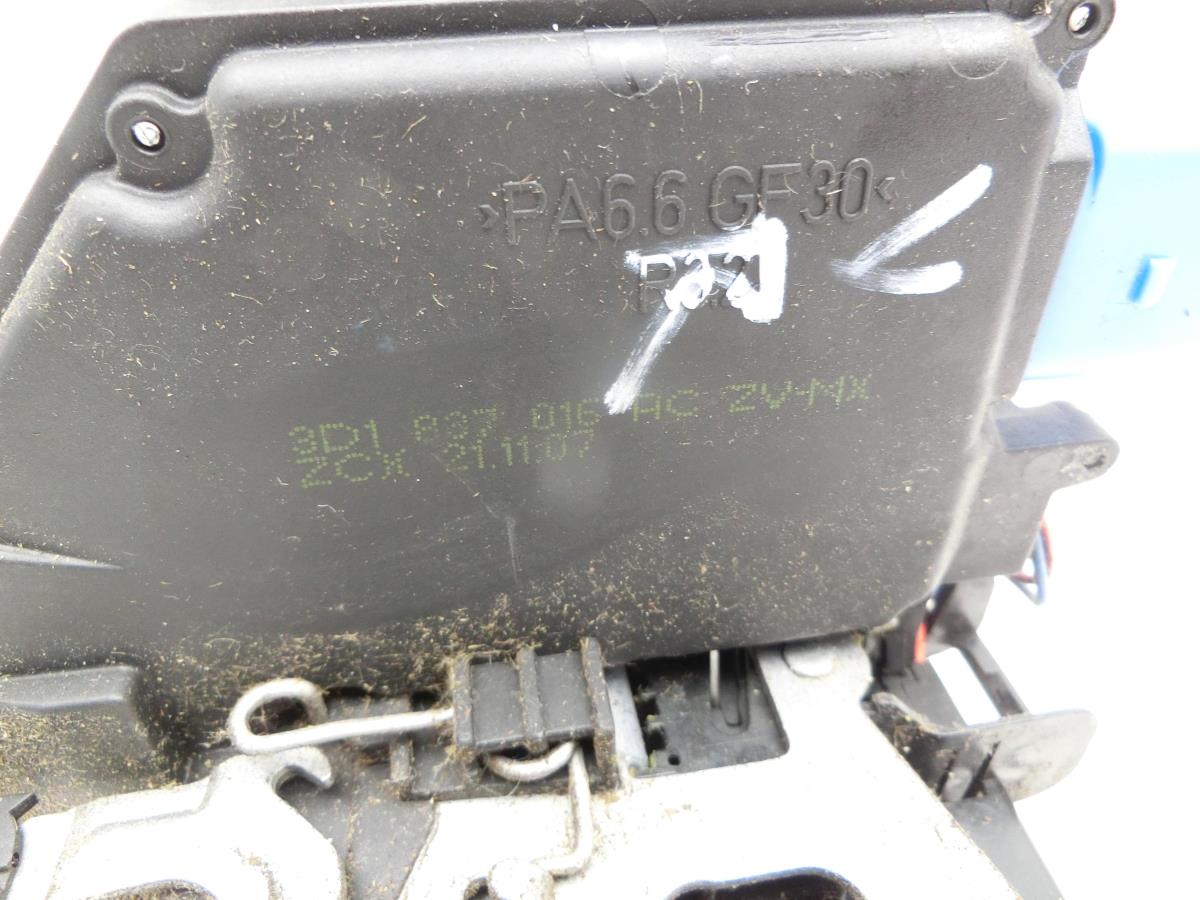 >PA6.6 GF30<
3D1 837 016 AC ZV-MX
ZCX 21.11.07